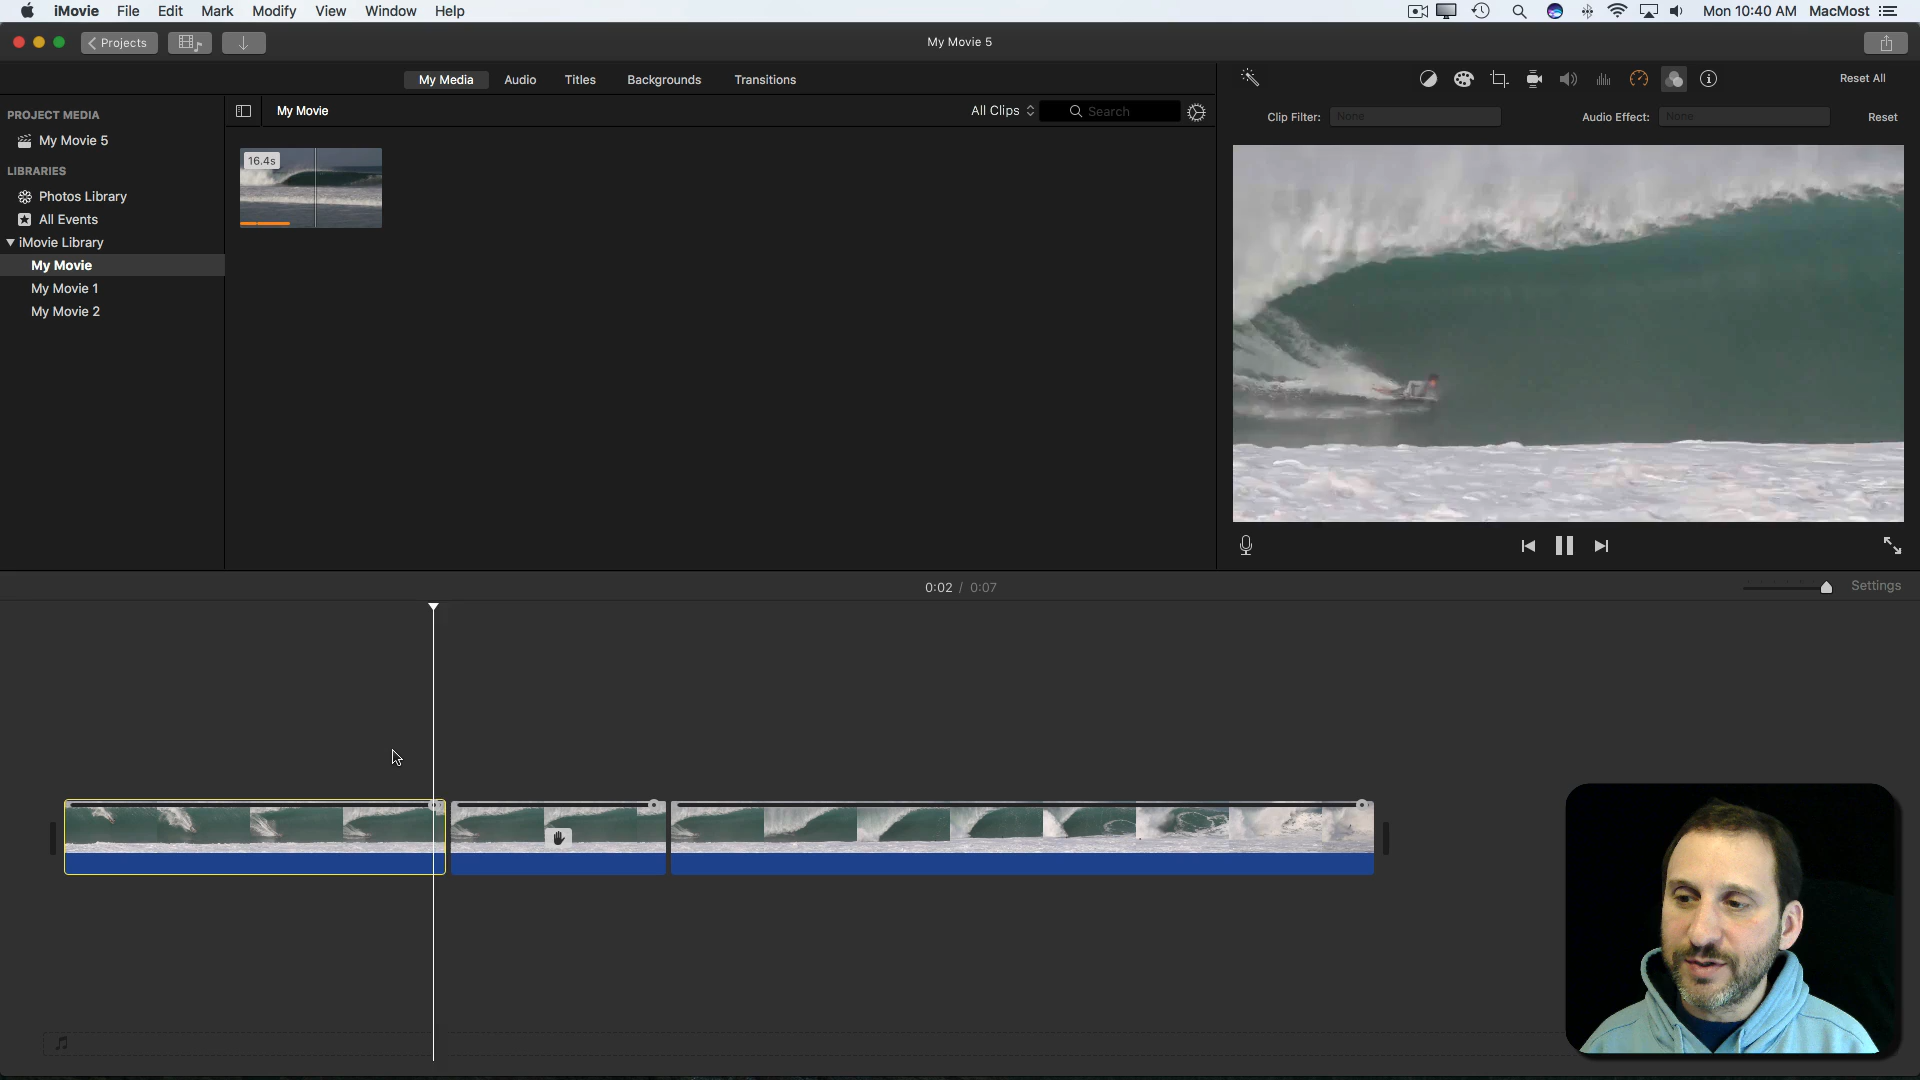 iMovie File Edit Mark Modify View Window Help Mon 10:40 AM MacMost
Projects My Movie 5
My Media Audio Titles Backgrounds Transitions Reset All
PROJECT MEDIA My Movie All Clips Search Clip Filter: None Audio Effect: None Reset
My Movie 5
16.4s
LIBRARIES
Photos Library
All Events
iMovie Library
My Movie
My Movie 1
My Movie 2
0:02 / 0:07 Settings